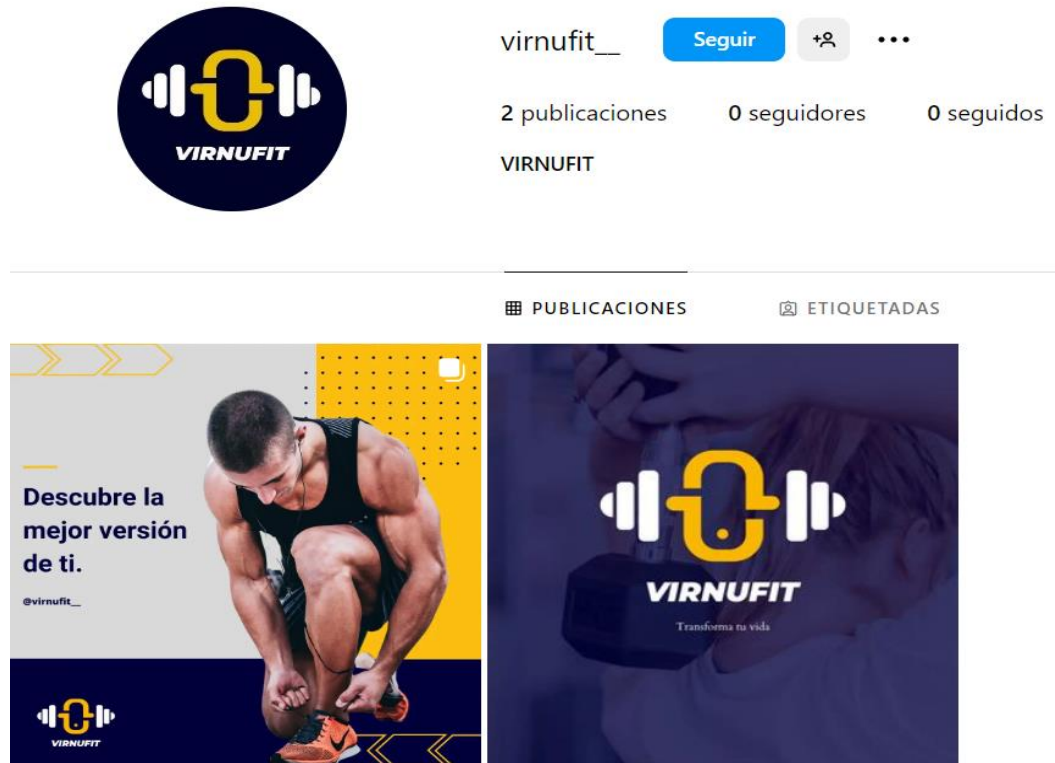 VIRNUFIT
virnufit__
Seguir
2 publicaciones
0 seguidores
0 seguidos
VIRNUFIT
PUBLICACIONES
ETIQUETADAS
Descubre la
mejor versión
de ti.
@virnufit__
VIRNUFIT
VIRNUFIT
Transforma tu vida